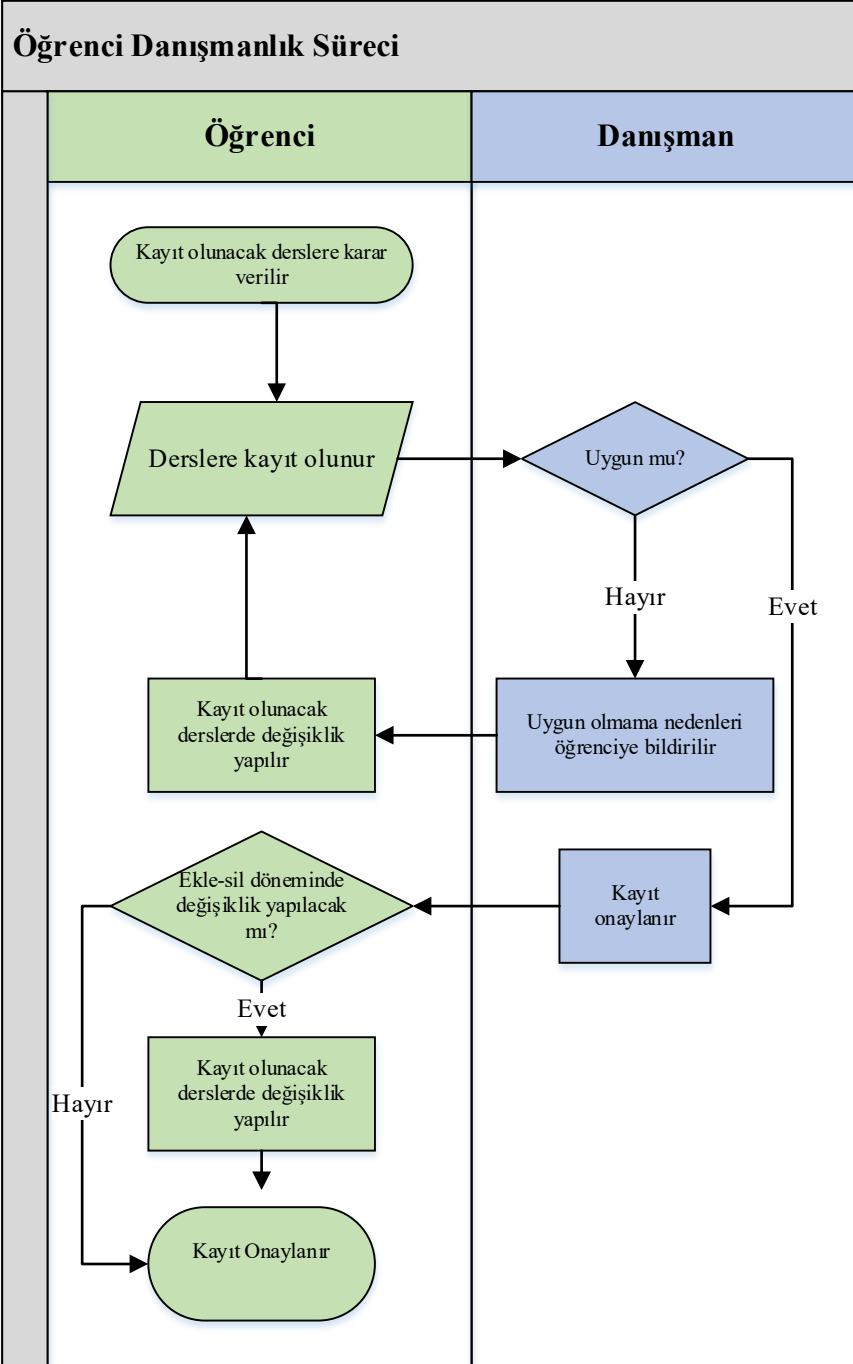 Öğrenci Danışmanlık Süreci
Öğrenci
Danışman
Kayıt olunacak derslere karar
verilir
Derslere kayıt olunur
Uygun mu?
Hayır
Evet
Kayıt olunacak
derslerde değişiklik
yapılır
Uygun olmama nedenleri
öğrenciye bildirilir
Ekle-sil döneminde
değişiklik yapılacak
mı?
Kayıt
onaylanır
Evet
Kayıt olunacak
derslerde değişiklik
yapılır
Hayır
Kayıt Onaylanır